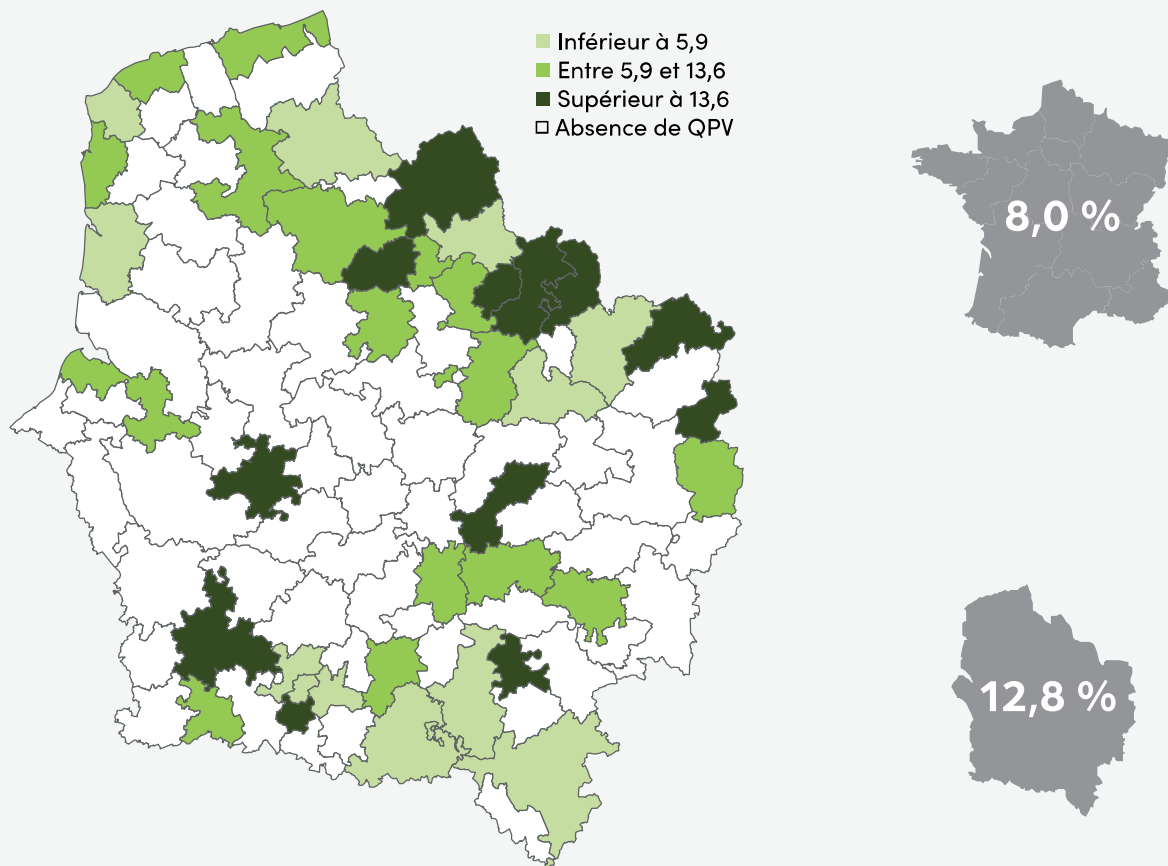 Inférieur à 5,9
Entre 5,9 et 13,6
Supérieur à 13,6
Absence de QPV
8,0 %
12,8 %